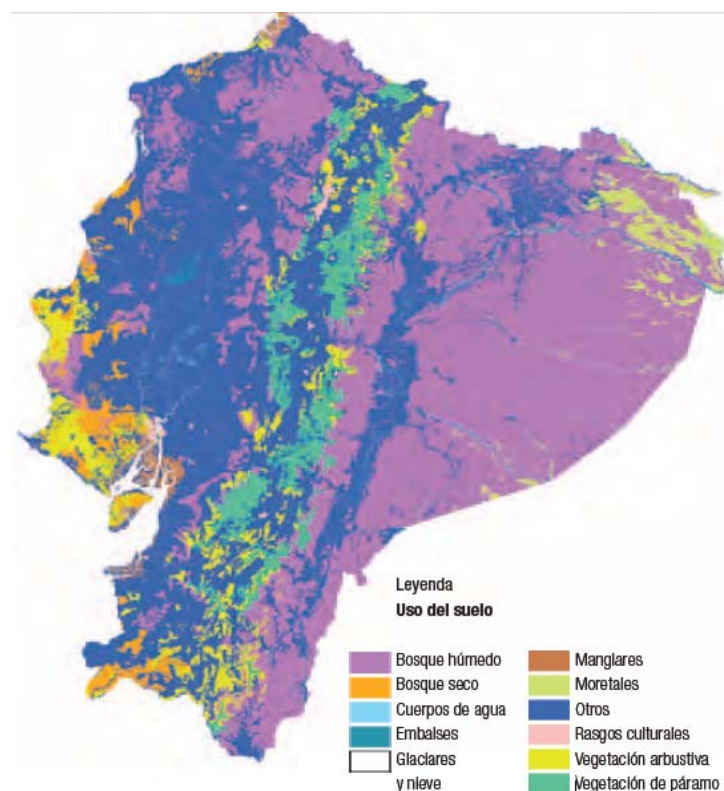 Leyenda
Uso del suelo
Bosque húmedo
Bosque seco
Cuerpos de agua
Embalses
Glaciares
y nieve
Manglares
Moretales
Otros
Rasgos culturales
Vegetación arbustiva
Vegetación de páramo